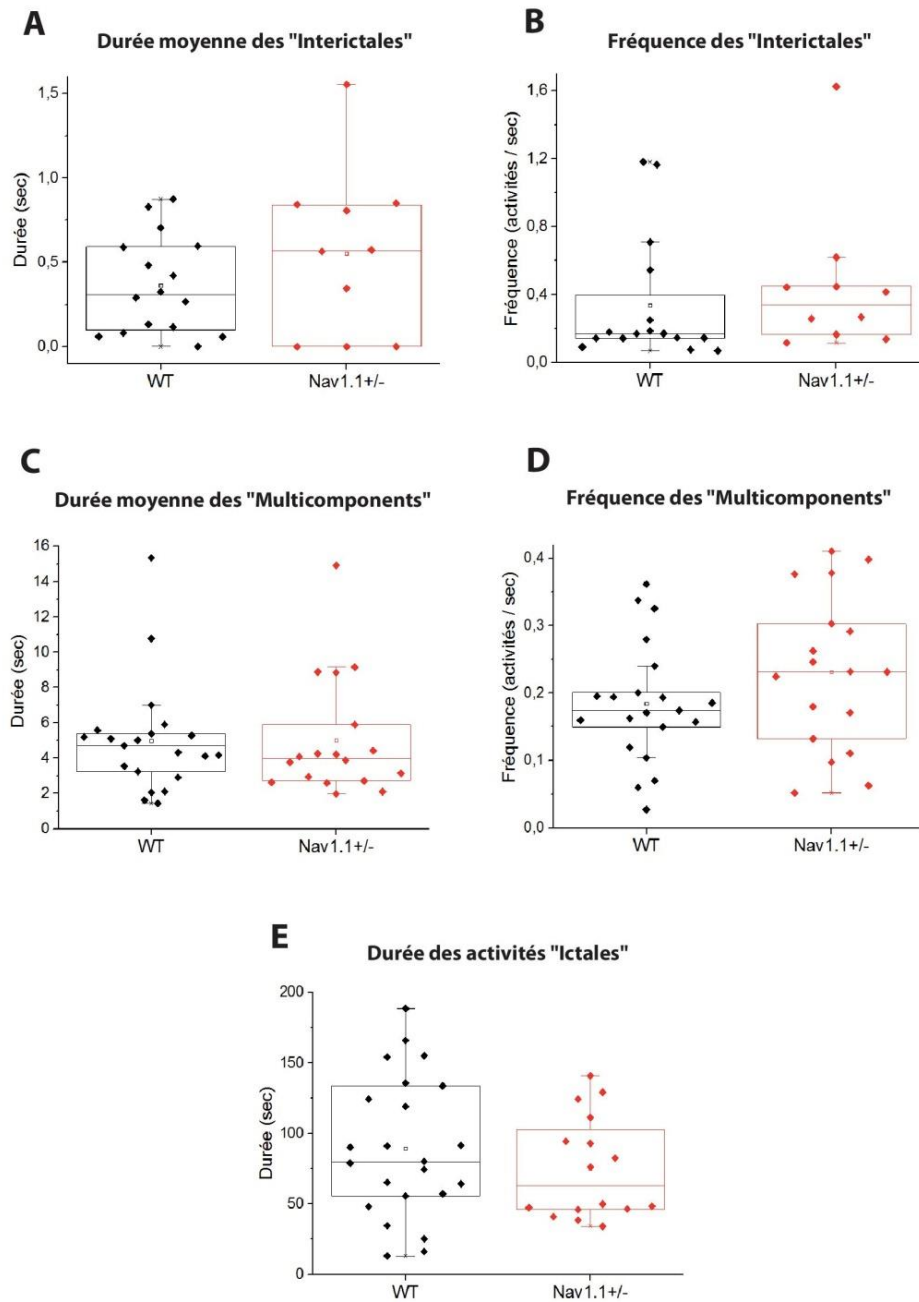 A
Durée moyenne des "Interictales"
Durée (sec)
1,5
1,0
0,5
0,0
WT
Nav1.1+/-
B
Fréquence des "Interictales"
Fréquence (activités / sec)
1,6
1,2
0,8
0,4
0,0
WT
Nav1.1+/-
C
Durée moyenne des "Multicomponents"
Durée (sec)
16
14
12
10
8
6
4
2
0
WT
Nav1.1+/-
D
Fréquence des "Multicomponents"
Fréquence (activités / sec)
0,4
0,3
0,2
0,1
0,0
WT
Nav1.1+/-
E
Durée des activités "Ictales"
Durée (sec)
200
150
100
50
0
WT
Nav1.1+/-